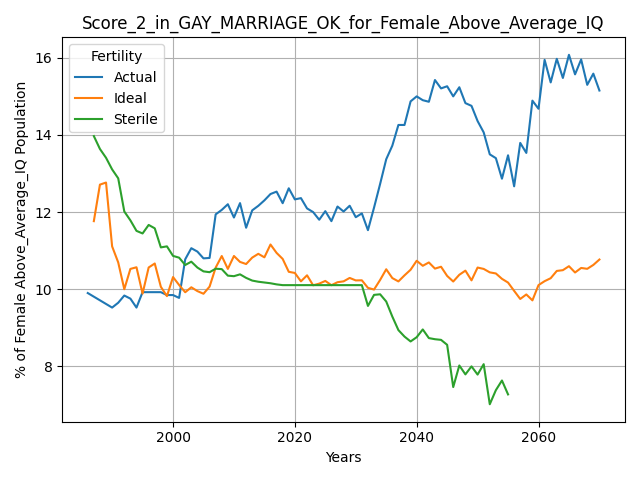 Score_2_in_GAY_MARRIAGE_OK_for_Female_Above_Average_IQ
% of Female Above_Average_IQ Population
16
14
12
10
8
Fertility
Actual
Ideal
Sterile
2000
2020
2040
2060
Years